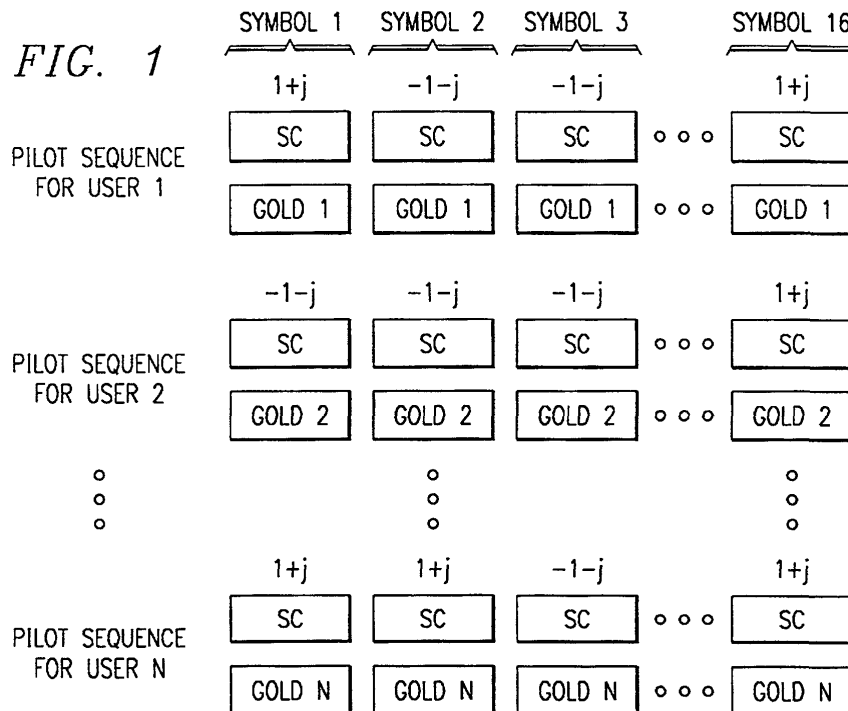 FIG. 1
SYMBOL 1 SYMBOL 2 SYMBOL 3 SYMBOL 16
1+j -1-j -1-j 1+j
PILOT SEQUENCE
FOR USER 1
SC SC SC SC
GOLD 1 GOLD 1 GOLD 1 GOLD 1
-1-j -1-j -1-j 1+j
PILOT SEQUENCE
FOR USER 2
SC SC SC SC
GOLD 2 GOLD 2 GOLD 2 GOLD 2
1+j 1+j -1-j 1+j
PILOT SEQUENCE
FOR USER N
SC SC SC SC
GOLD N GOLD N GOLD N GOLD N